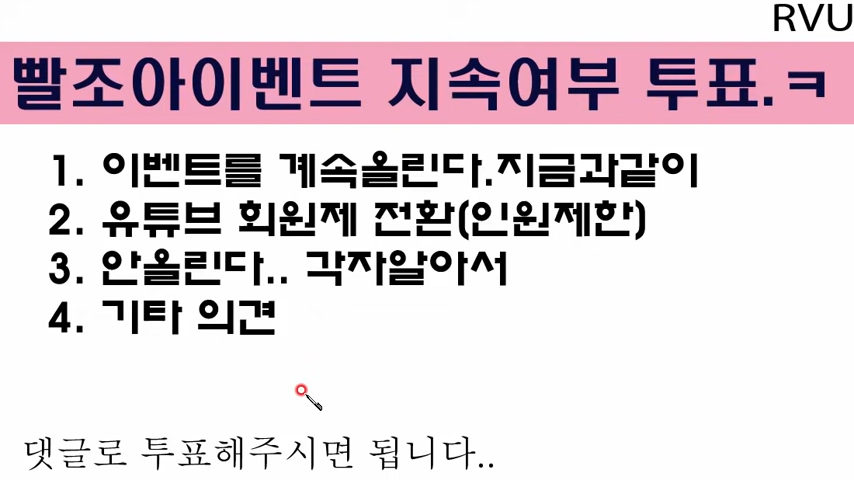 RVU
빨조아이벤트 지속여부 투표.ㅋ
1. 이벤트를 계속올린다.지금과같이
2. 유튜브 회원제 전환(인원제한)
3. 안올린다.. 각자알아서
4. 기타 의견
댓글로 투표해주시면 됩니다..